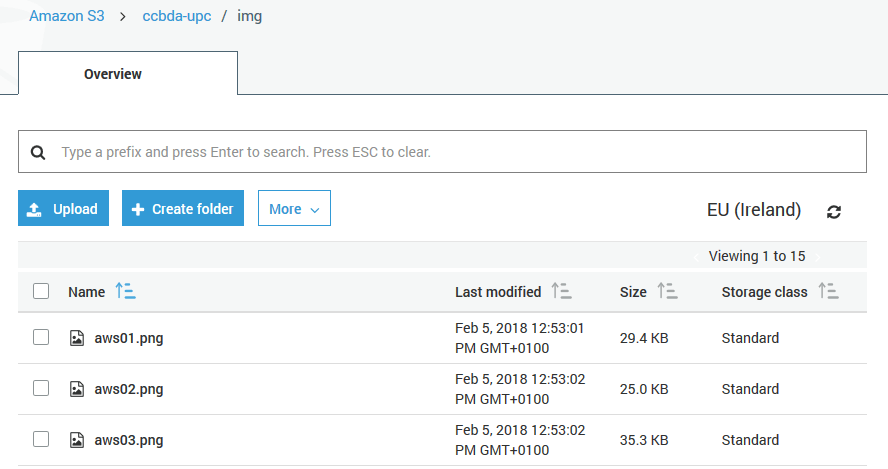 Amazon S3 > ccbda-upc / img
Overview
Type a prefix and press Enter to search. Press ESC to clear.
Upload + Create folder More EU (Ireland)
Viewing 1 to 15
Name Last modified Size Storage class
aws01.png Feb 5, 2018 12:53:01 PM GMT+0100 29.4 KB Standard
aws02.png Feb 5, 2018 12:53:02 PM GMT+0100 25.0 KB Standard
aws03.png Feb 5, 2018 12:53:02 PM GMT+0100 35.3 KB Standard